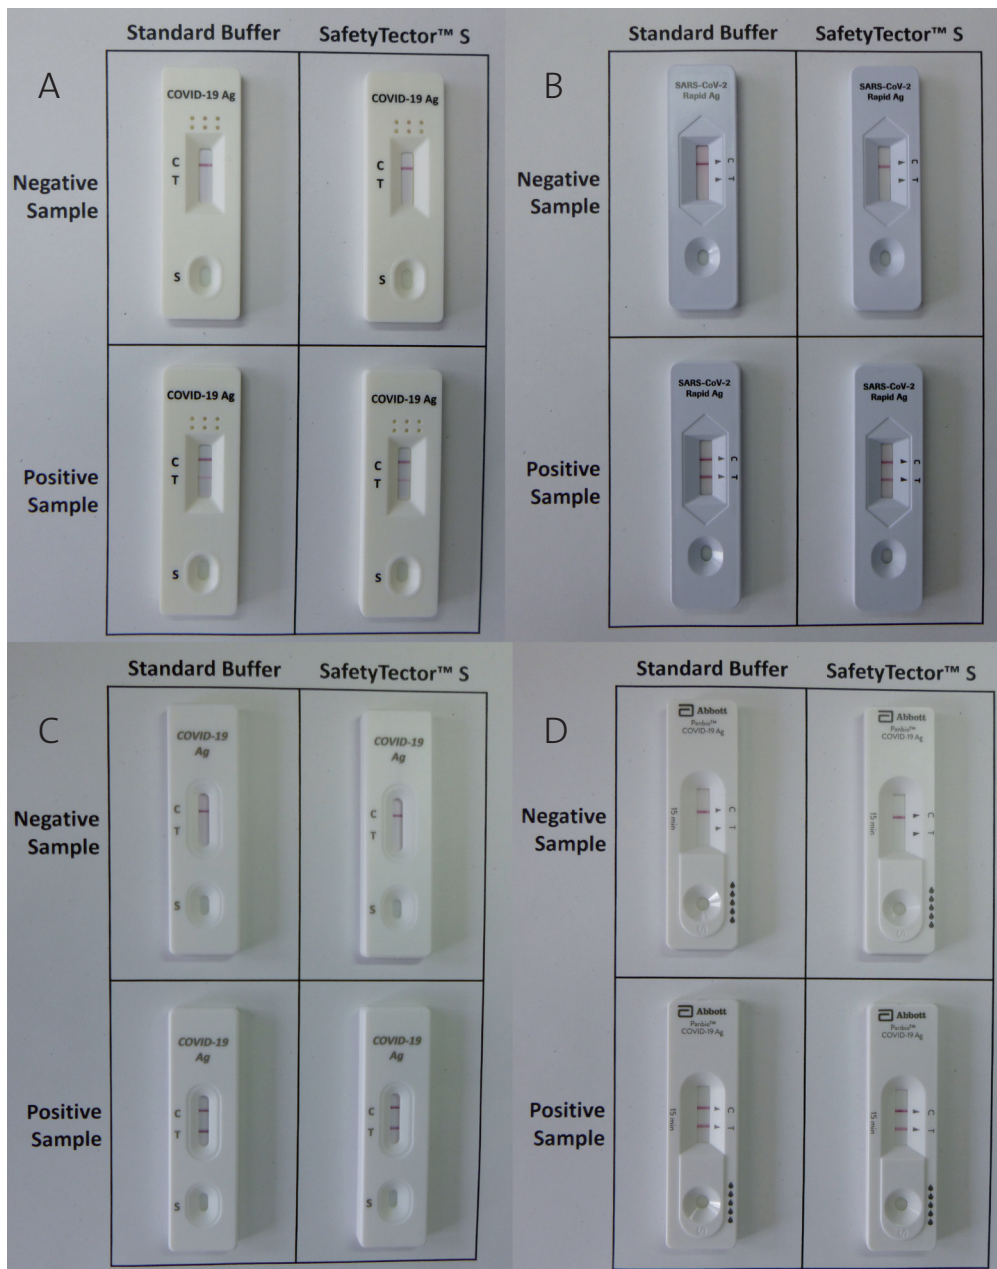 A
Standard Buffer
SafetyTector™ S
Negative
Sample
COVID-19 Ag
C
T
S
COVID-19 Ag
C
T
S
Positive
Sample
COVID-19 Ag
C
T
S
COVID-19 Ag
C
T
S
B
Standard Buffer
SafetyTector™ S
Negative
Sample
SARS-CoV-2
Rapid Ag
C
T
SARS-CoV-2
Rapid Ag
C
T
Positive
Sample
SARS-CoV-2
Rapid Ag
C
T
SARS-CoV-2
Rapid Ag
C
T
C
Standard Buffer
SafetyTector™ S
Negative
Sample
COVID-19
Ag
C
T
S
COVID-19
Ag
C
T
S
Positive
Sample
COVID-19
Ag
C
T
S
COVID-19
Ag
C
T
S
D
Standard Buffer
SafetyTector™ S
Negative
Sample
Abbott
Panbio™
COVID-19 Ag
15 min
C
T
S
Abbott
Panbio™
COVID-19 Ag
15 min
C
T
S
Positive
Sample
Abbott
Panbio™
COVID-19 Ag
15 min
C
T
S
Abbott
Panbio™
COVID-19 Ag
15 min
C
T
S